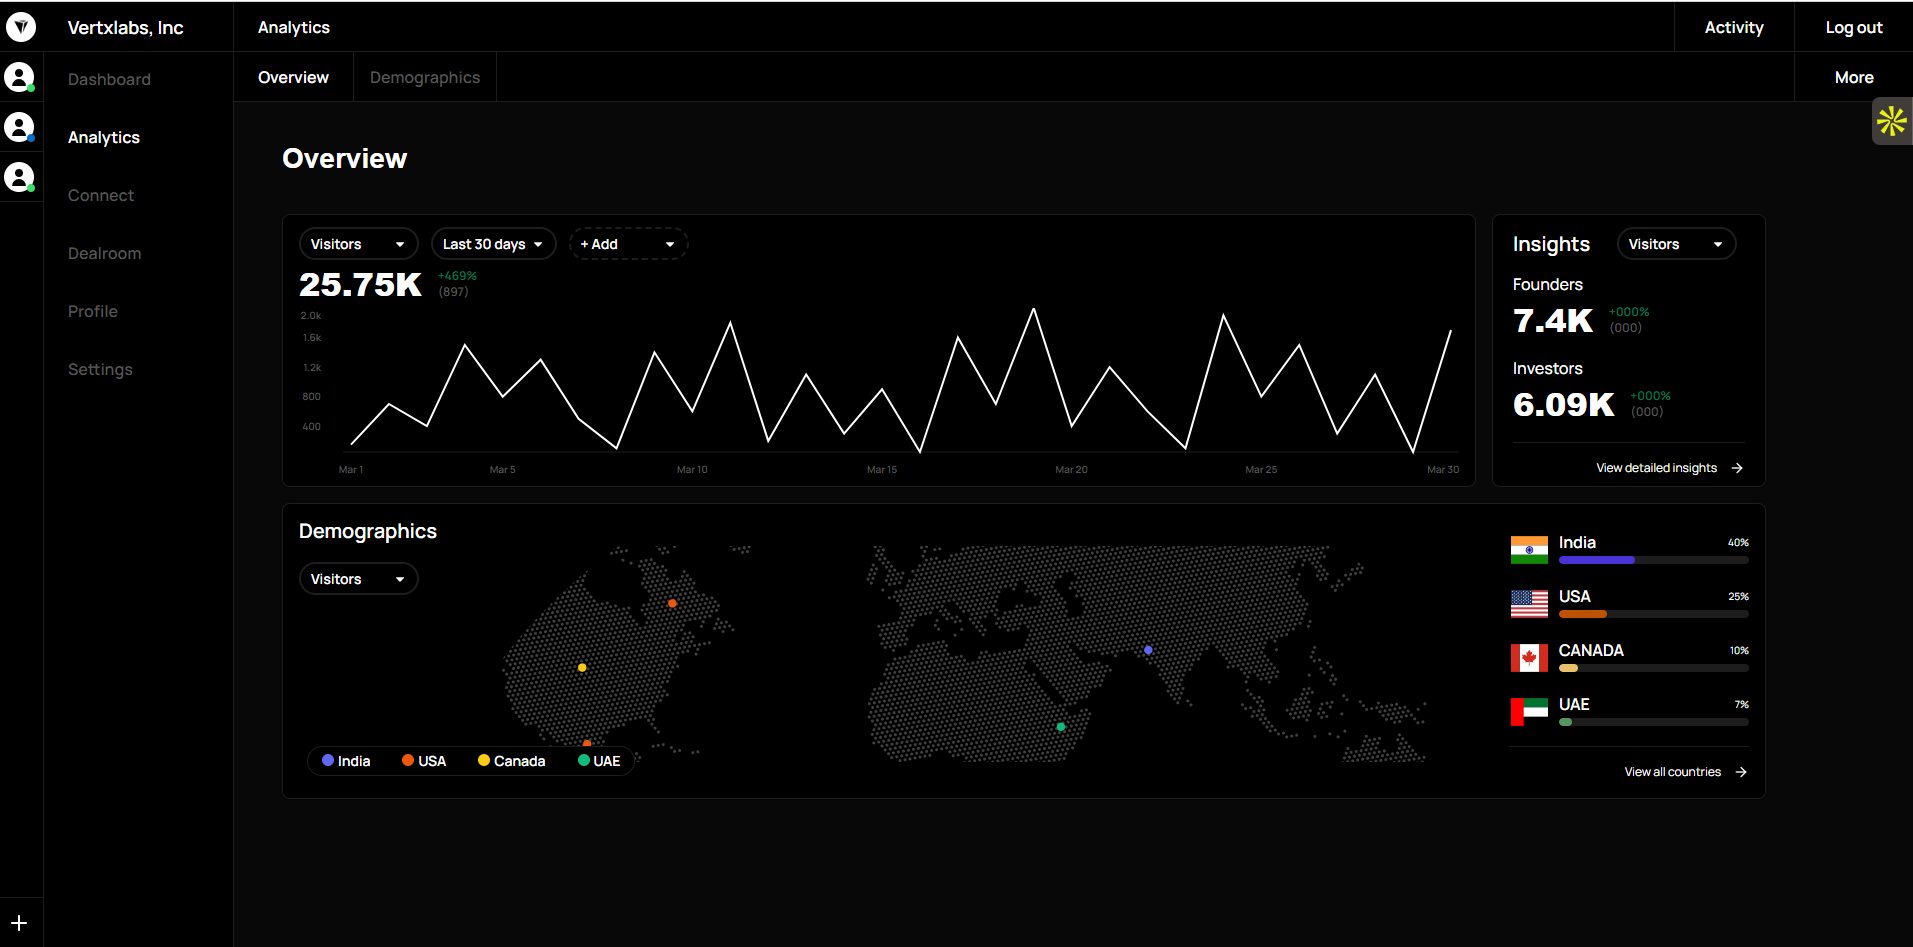 Vertxlabs, Inc
Analytics
Activity
Log out
Dashboard
Analytics
Connect
Dealroom
Profile
Settings
Overview
Demographics
More
Overview
Visitors
Last 30 days
+ Add
25.75K
+469%
(897)
2.0k
1.6k
1.2k
800
400
Mar 1
Mar 5
Mar 10
Mar 15
Mar 20
Mar 25
Mar 30
Insights
Visitors
Founders
7.4K
+000%
(000)
Investors
6.09K
+000%
(000)
View detailed insights
Demographics
Visitors
India
USA
Canada
UAE
India
40%
USA
25%
CANADA
10%
UAE
7%
View all countries